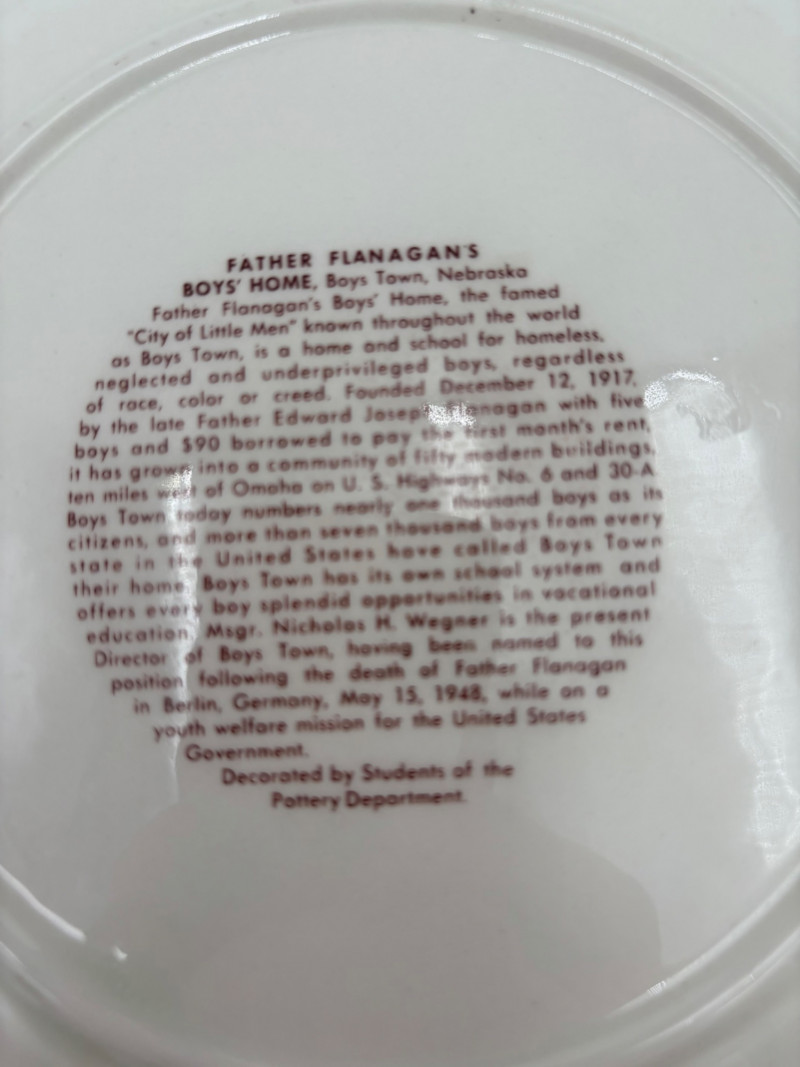 FATHER FLANAGAN'S
BOYS' HOME, Boys Town, Nebraska
Father Flanagan's Boys' Home, the famed
"City of Little Men" known throughout the world
as Boys Town, is a home and school for homeless,
neglected and underprivileged boys, regardless
of race, color or creed. Founded December 12, 1917,
by the late Father Edward Joseph Flanagan with five
boys and $90 borrowed to pay the first month's rent,
it has grown into a community of fifty modern buildings,
ten miles west of Omaha on U. S. Highways No. 6 and 30-A.
Boys Town today numbers nearly one thousand boys as its
citizens, and more than seven thousand boys from every
state in the United States have called Boys Town
their home. Boys Town has its own school system and
offers every boy splendid opportunities in vocational
education. Msgr. Nicholas H. Wegner is the present
Director of Boys Town, having been named to this
position following the death of Father Flanagan
in Berlin, Germany, May 15, 1948, while on a
youth welfare mission for the United States
Government.
Decorated by Students of the
Pottery Department.